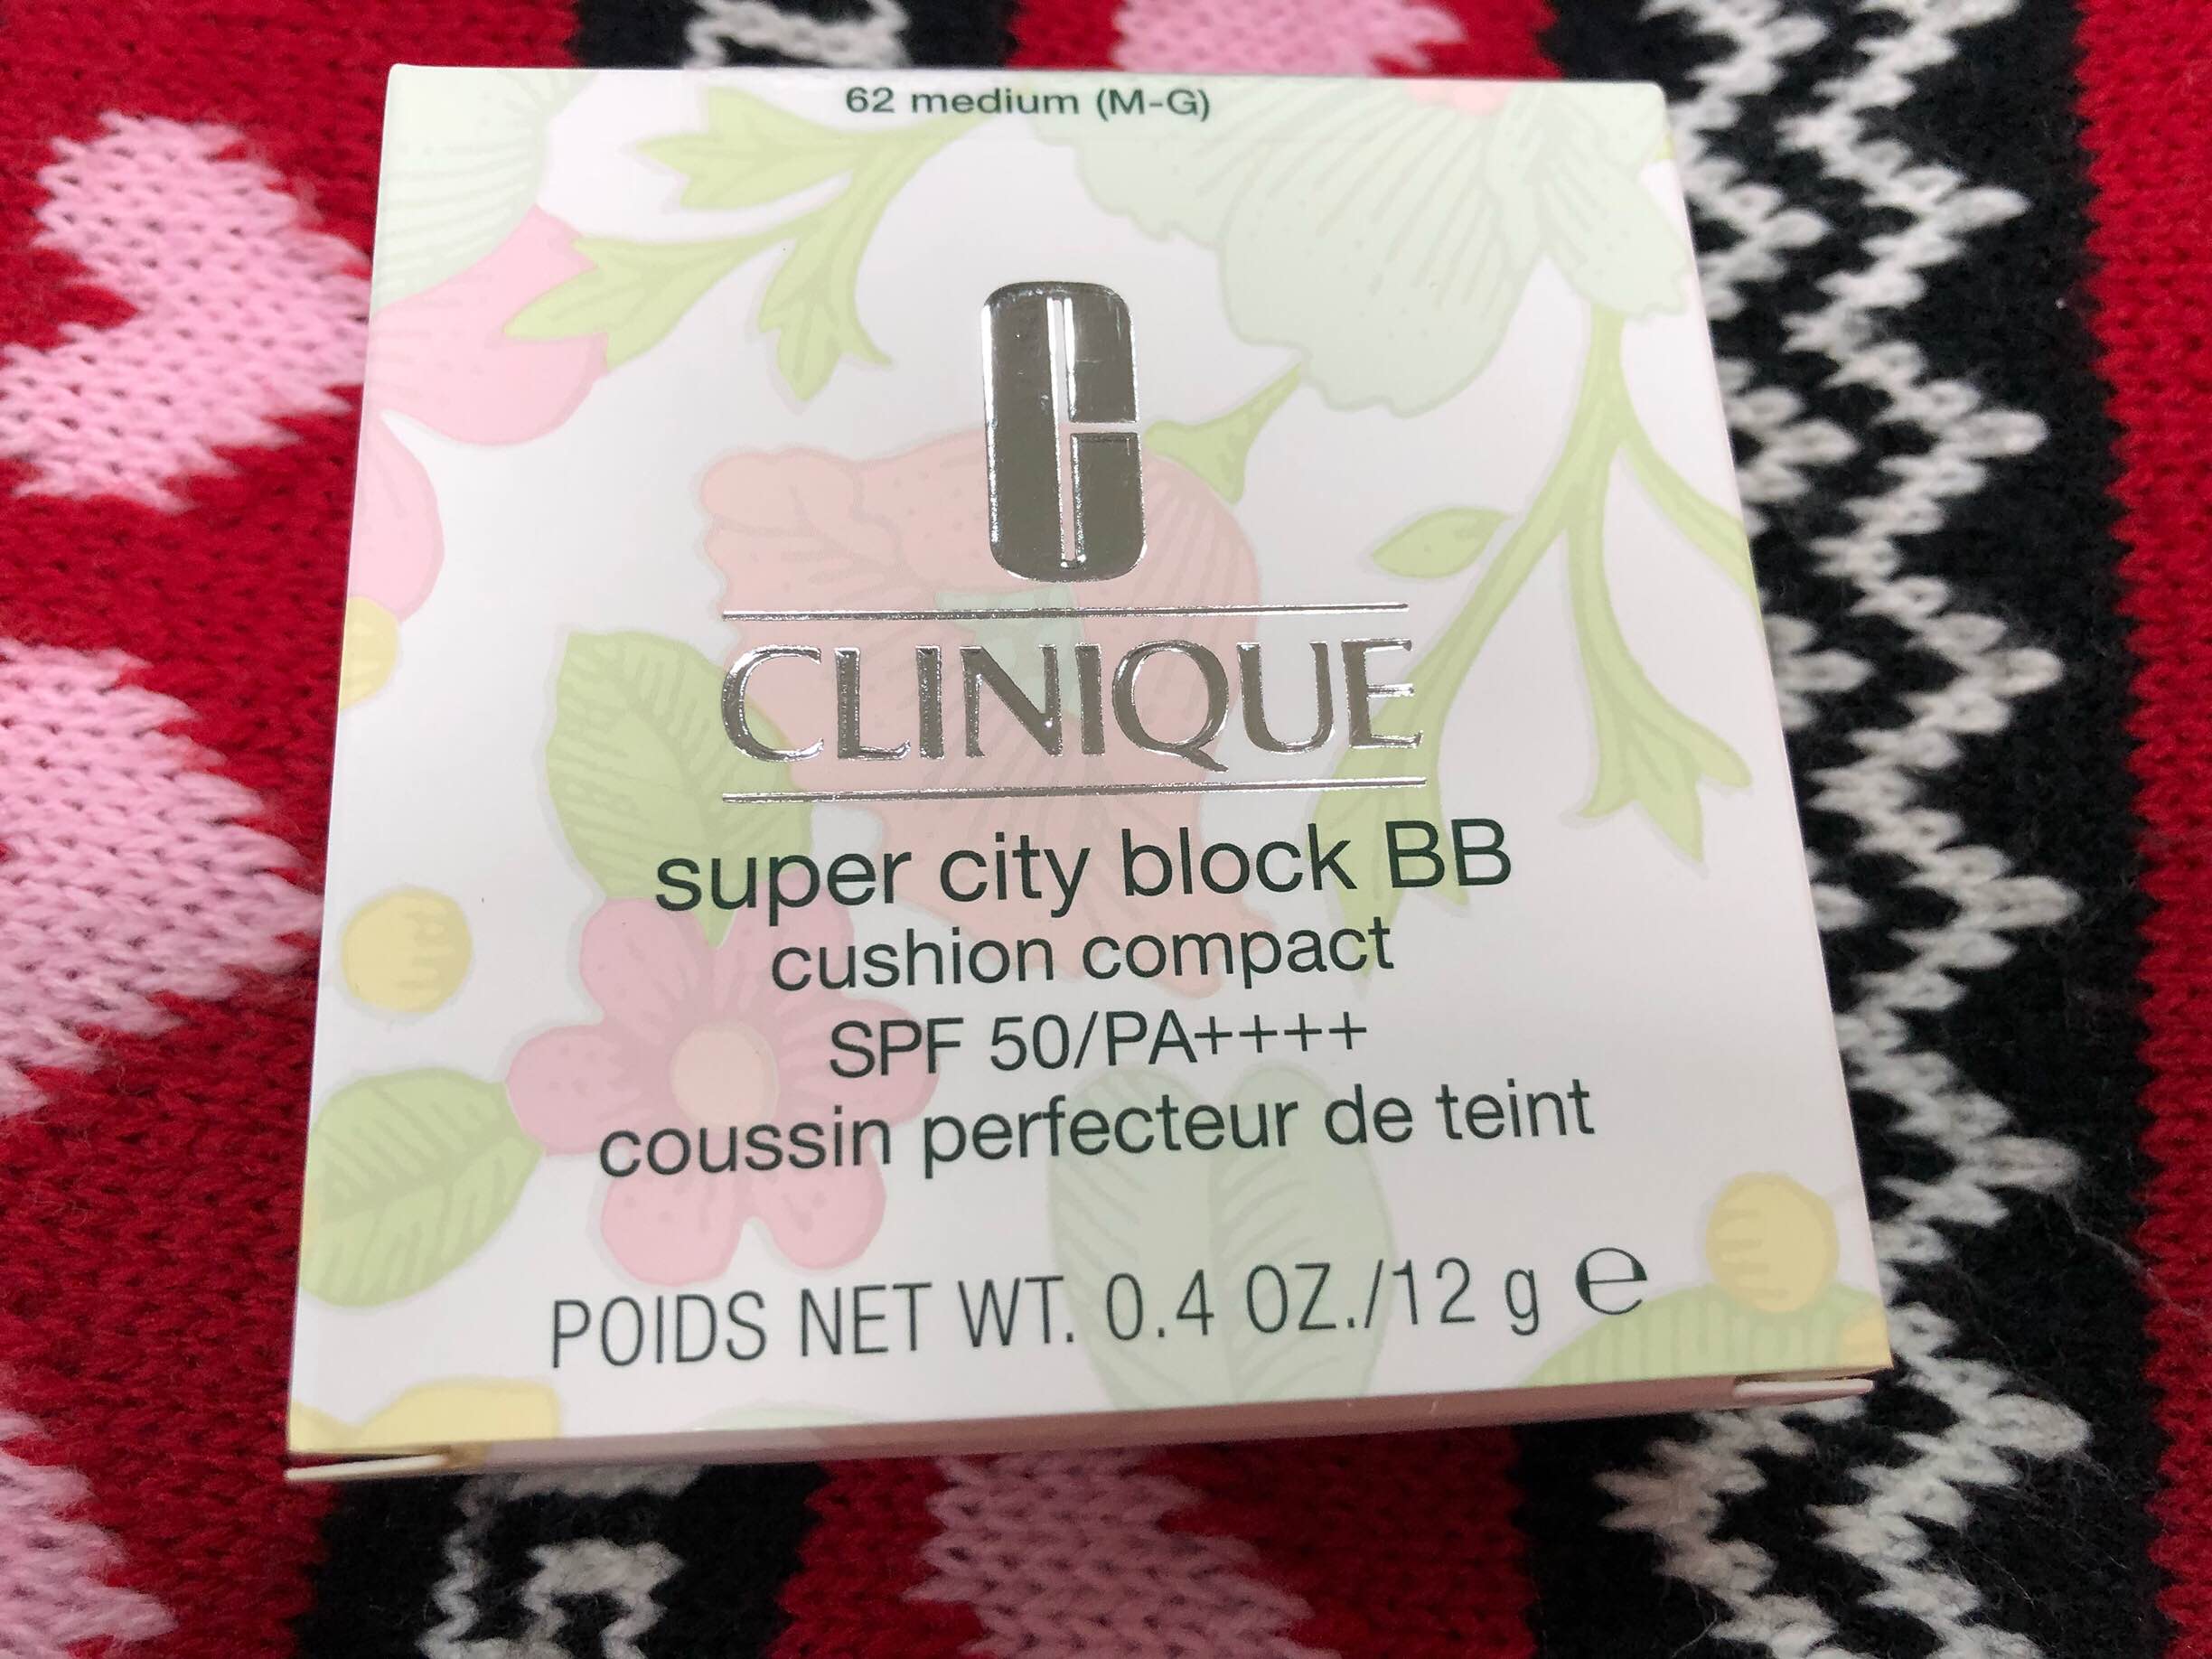 62 medium (M-G)
CLINIQUE
super city block BB
cushion compact
SPF 50/PA++++
coussin perfecteur de teint
POIDS NET WT. 0.4 OZ./12 g ℮